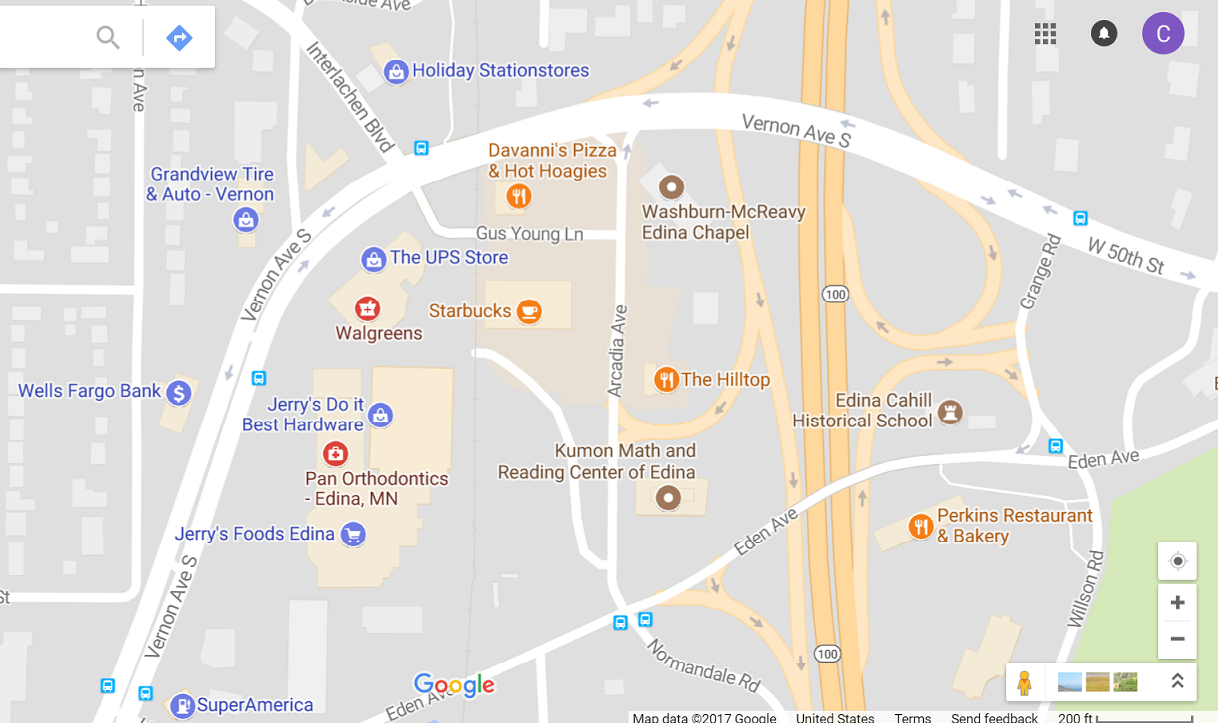 Interlachen Blvd
Holiday Stationstores
C
Vernon Ave S
Davanni's Pizza
& Hot Hoagies
Grandview Tire
& Auto - Vernon
Washburn-McReavy
Edina Chapel
Gus Young Ln
W 50th St
Grange Rd
Vernon Ave S
The UPS Store
100
Starbucks
Walgreens
Arcadia Ave
The Hilltop
Wells Fargo Bank
Jerry's Do it
Best Hardware
Edina Cahill
Historical School
Kumon Math and
Reading Center of Edina
Eden Ave
Pan Orthodontics
- Edina, MN
Perkins Restaurant
& Bakery
Eden Ave
Jerry's Foods Edina
Vernon Ave S
Willson Rd
100
Normandale Rd
Google
Eden Ave
SuperAmerica
Map data ©2017 Google United States Terms Send feedback 200 ft